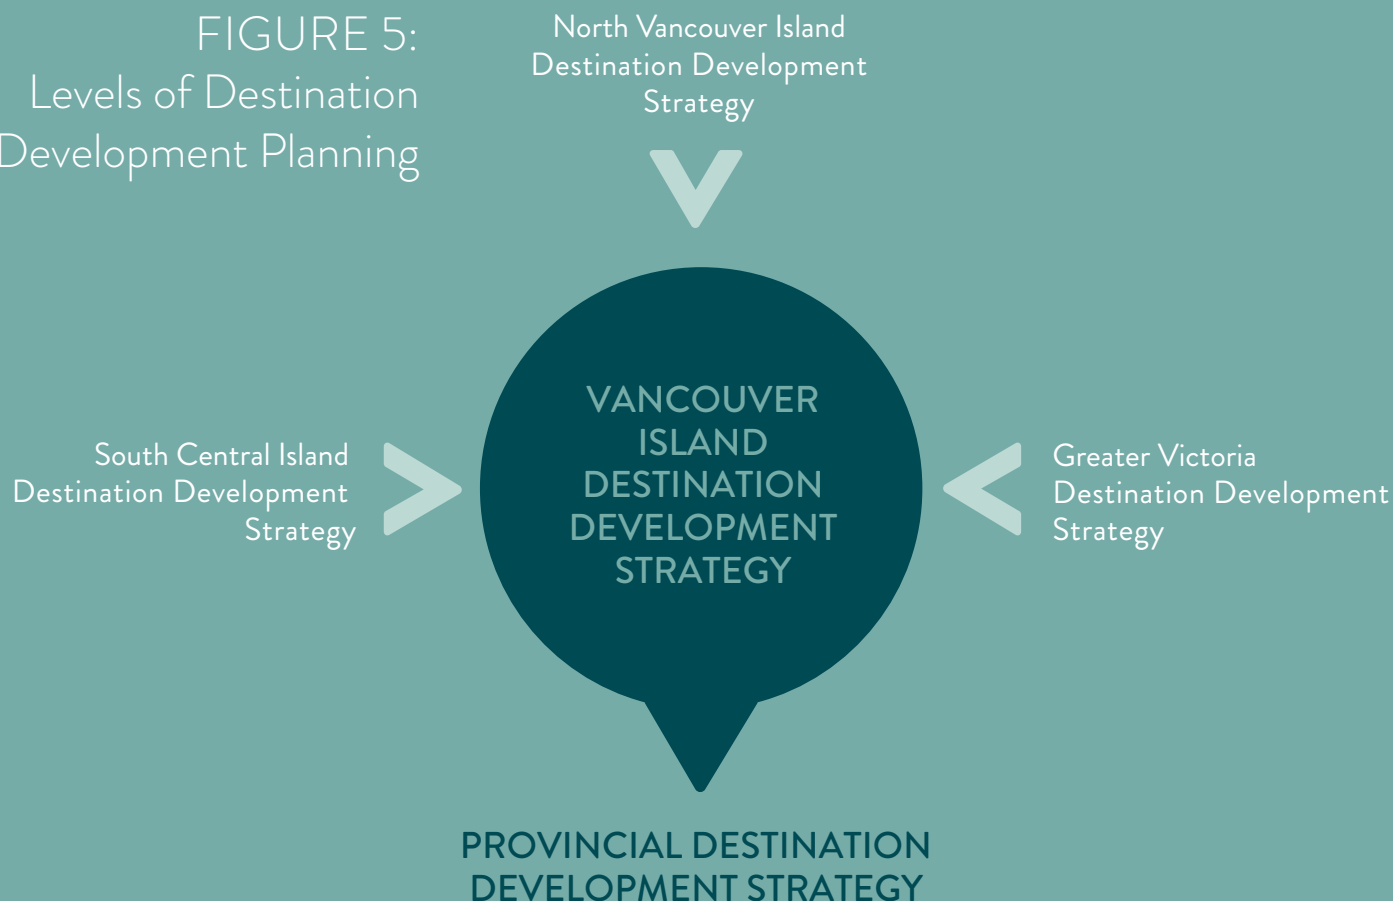 FIGURE 5:
Levels of Destination
Development Planning
North Vancouver Island
Destination Development
Strategy
South Central Island
Destination Development
Strategy
VANCOUVER
ISLAND
DESTINATION
DEVELOPMENT
STRATEGY
Greater Victoria
Destination Development
Strategy
PROVINCIAL DESTINATION
DEVELOPMENT STRATEGY